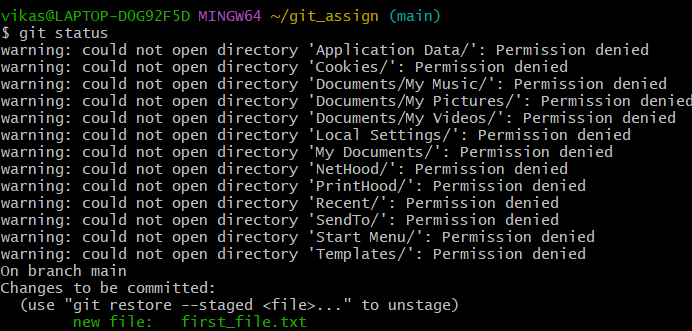 vikas@LAPTOP-D0G92F5D MINGW64 ~/git_assign (main)
$ git status
warning: could not open directory 'Application Data/': Permission denied
warning: could not open directory 'Cookies/': Permission denied
warning: could not open directory 'Documents/My Music/': Permission denied
warning: could not open directory 'Documents/My Pictures/': Permission denied
warning: could not open directory 'Documents/My Videos/': Permission denied
warning: could not open directory 'Local Settings/': Permission denied
warning: could not open directory 'My Documents/': Permission denied
warning: could not open directory 'NetHood/': Permission denied
warning: could not open directory 'PrintHood/': Permission denied
warning: could not open directory 'Recent/': Permission denied
warning: could not open directory 'SendTo/': Permission denied
warning: could not open directory 'Start Menu/': Permission denied
warning: could not open directory 'Templates/': Permission denied
On branch main
Changes to be committed:
  (use "git restore --staged <file>..." to unstage)
        new file:   first_file.txt